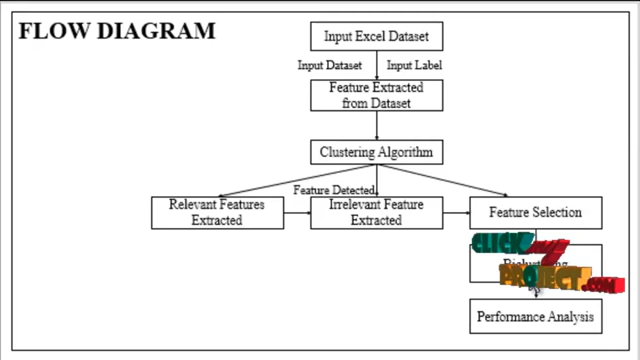 FLOW DIAGRAM
Input Excel Dataset
Input Dataset
Input Label
Feature Extracted
from Dataset
Clustering Algorithm
Feature Detected
Relevant Features
Extracted
Irrelevant Feature
Extracted
Feature Selection
CLICK
PROJECT.COM
Performance Analysis